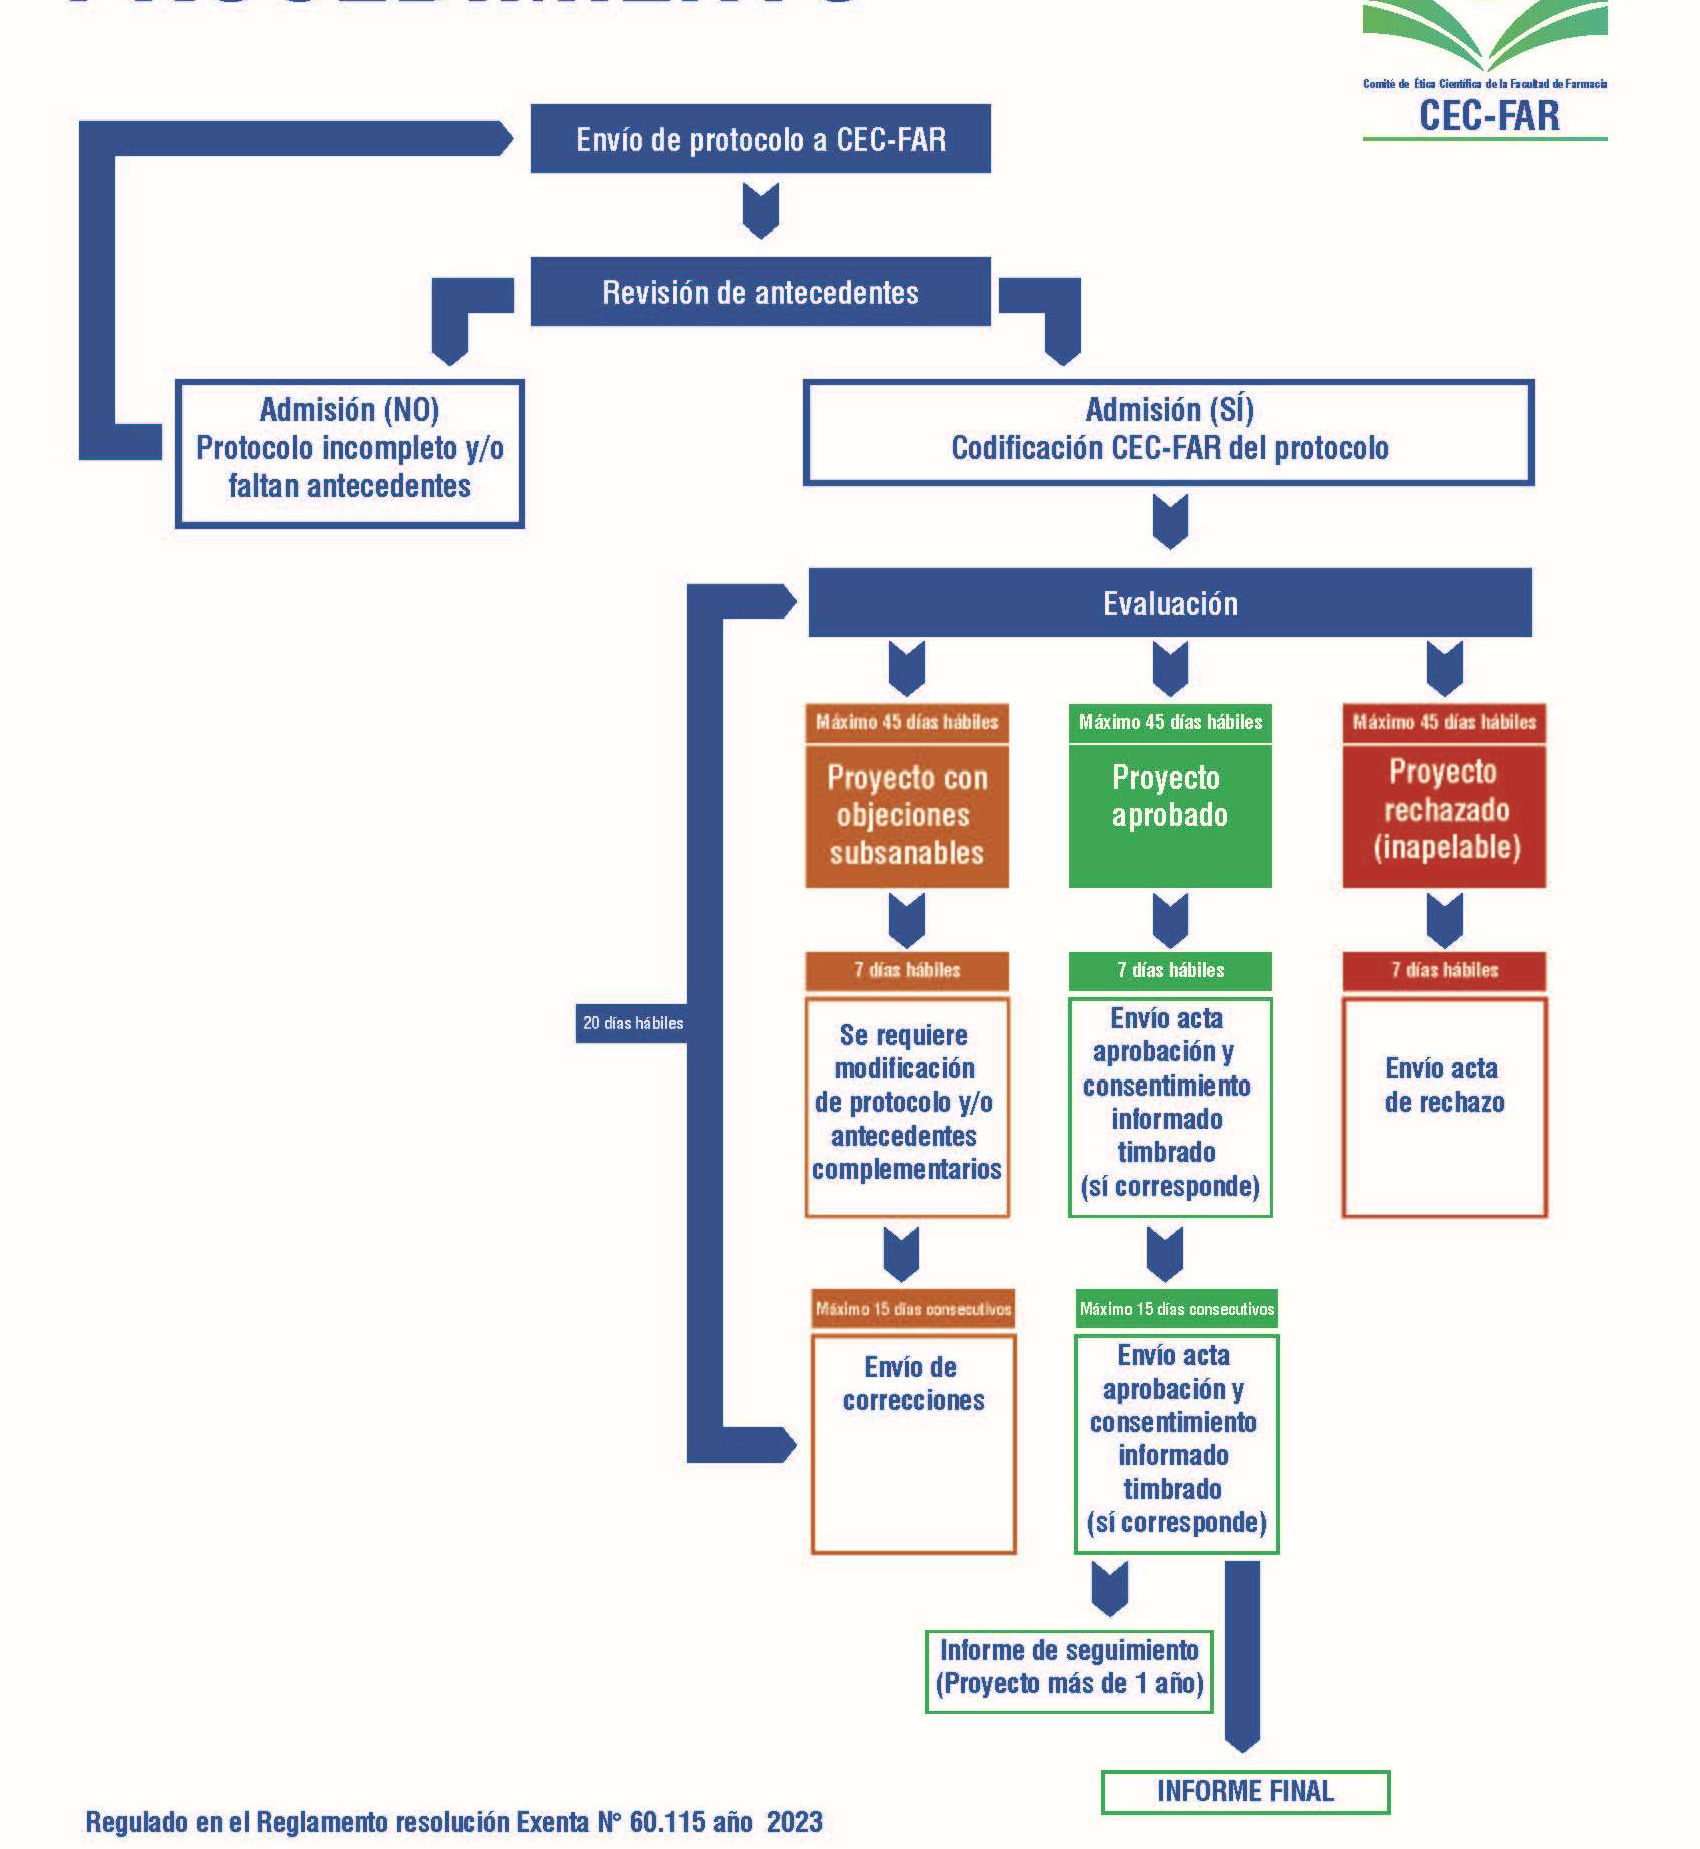 PROCEDIMIENTO
Comité de Ética Científica de la Facultad de Farmacia
CEC-FAR
Envío de protocolo a CEC-FAR
Revisión de antecedentes
Admisión (NO)
Protocolo incompleto y/o
faltan antecedentes
Admisión (SÍ)
Codificación CEC-FAR del protocolo
Evaluación
Máximo 45 días hábiles
Proyecto con
objeciones
subsanables
Máximo 45 días hábiles
Proyecto
aprobado
Máximo 45 días hábiles
Proyecto
rechazado
(inapelable)
20 días hábiles
7 días hábiles
Se requiere
modificación
de protocolo y/o
antecedentes
complementarios
7 días hábiles
Envío acta
aprobación y
consentimiento
informado
timbrado
(sí corresponde)
7 días hábiles
Envío acta
de rechazo
Máximo 15 días consecutivos
Envío de
correcciones
Máximo 15 días consecutivos
Envío acta
aprobación y
consentimiento
informado
timbrado
(sí corresponde)
Informe de seguimiento
(Proyecto más de 1 año)
INFORME FINAL
Regulado en el Reglamento resolución Exenta N° 60.115 año 2023